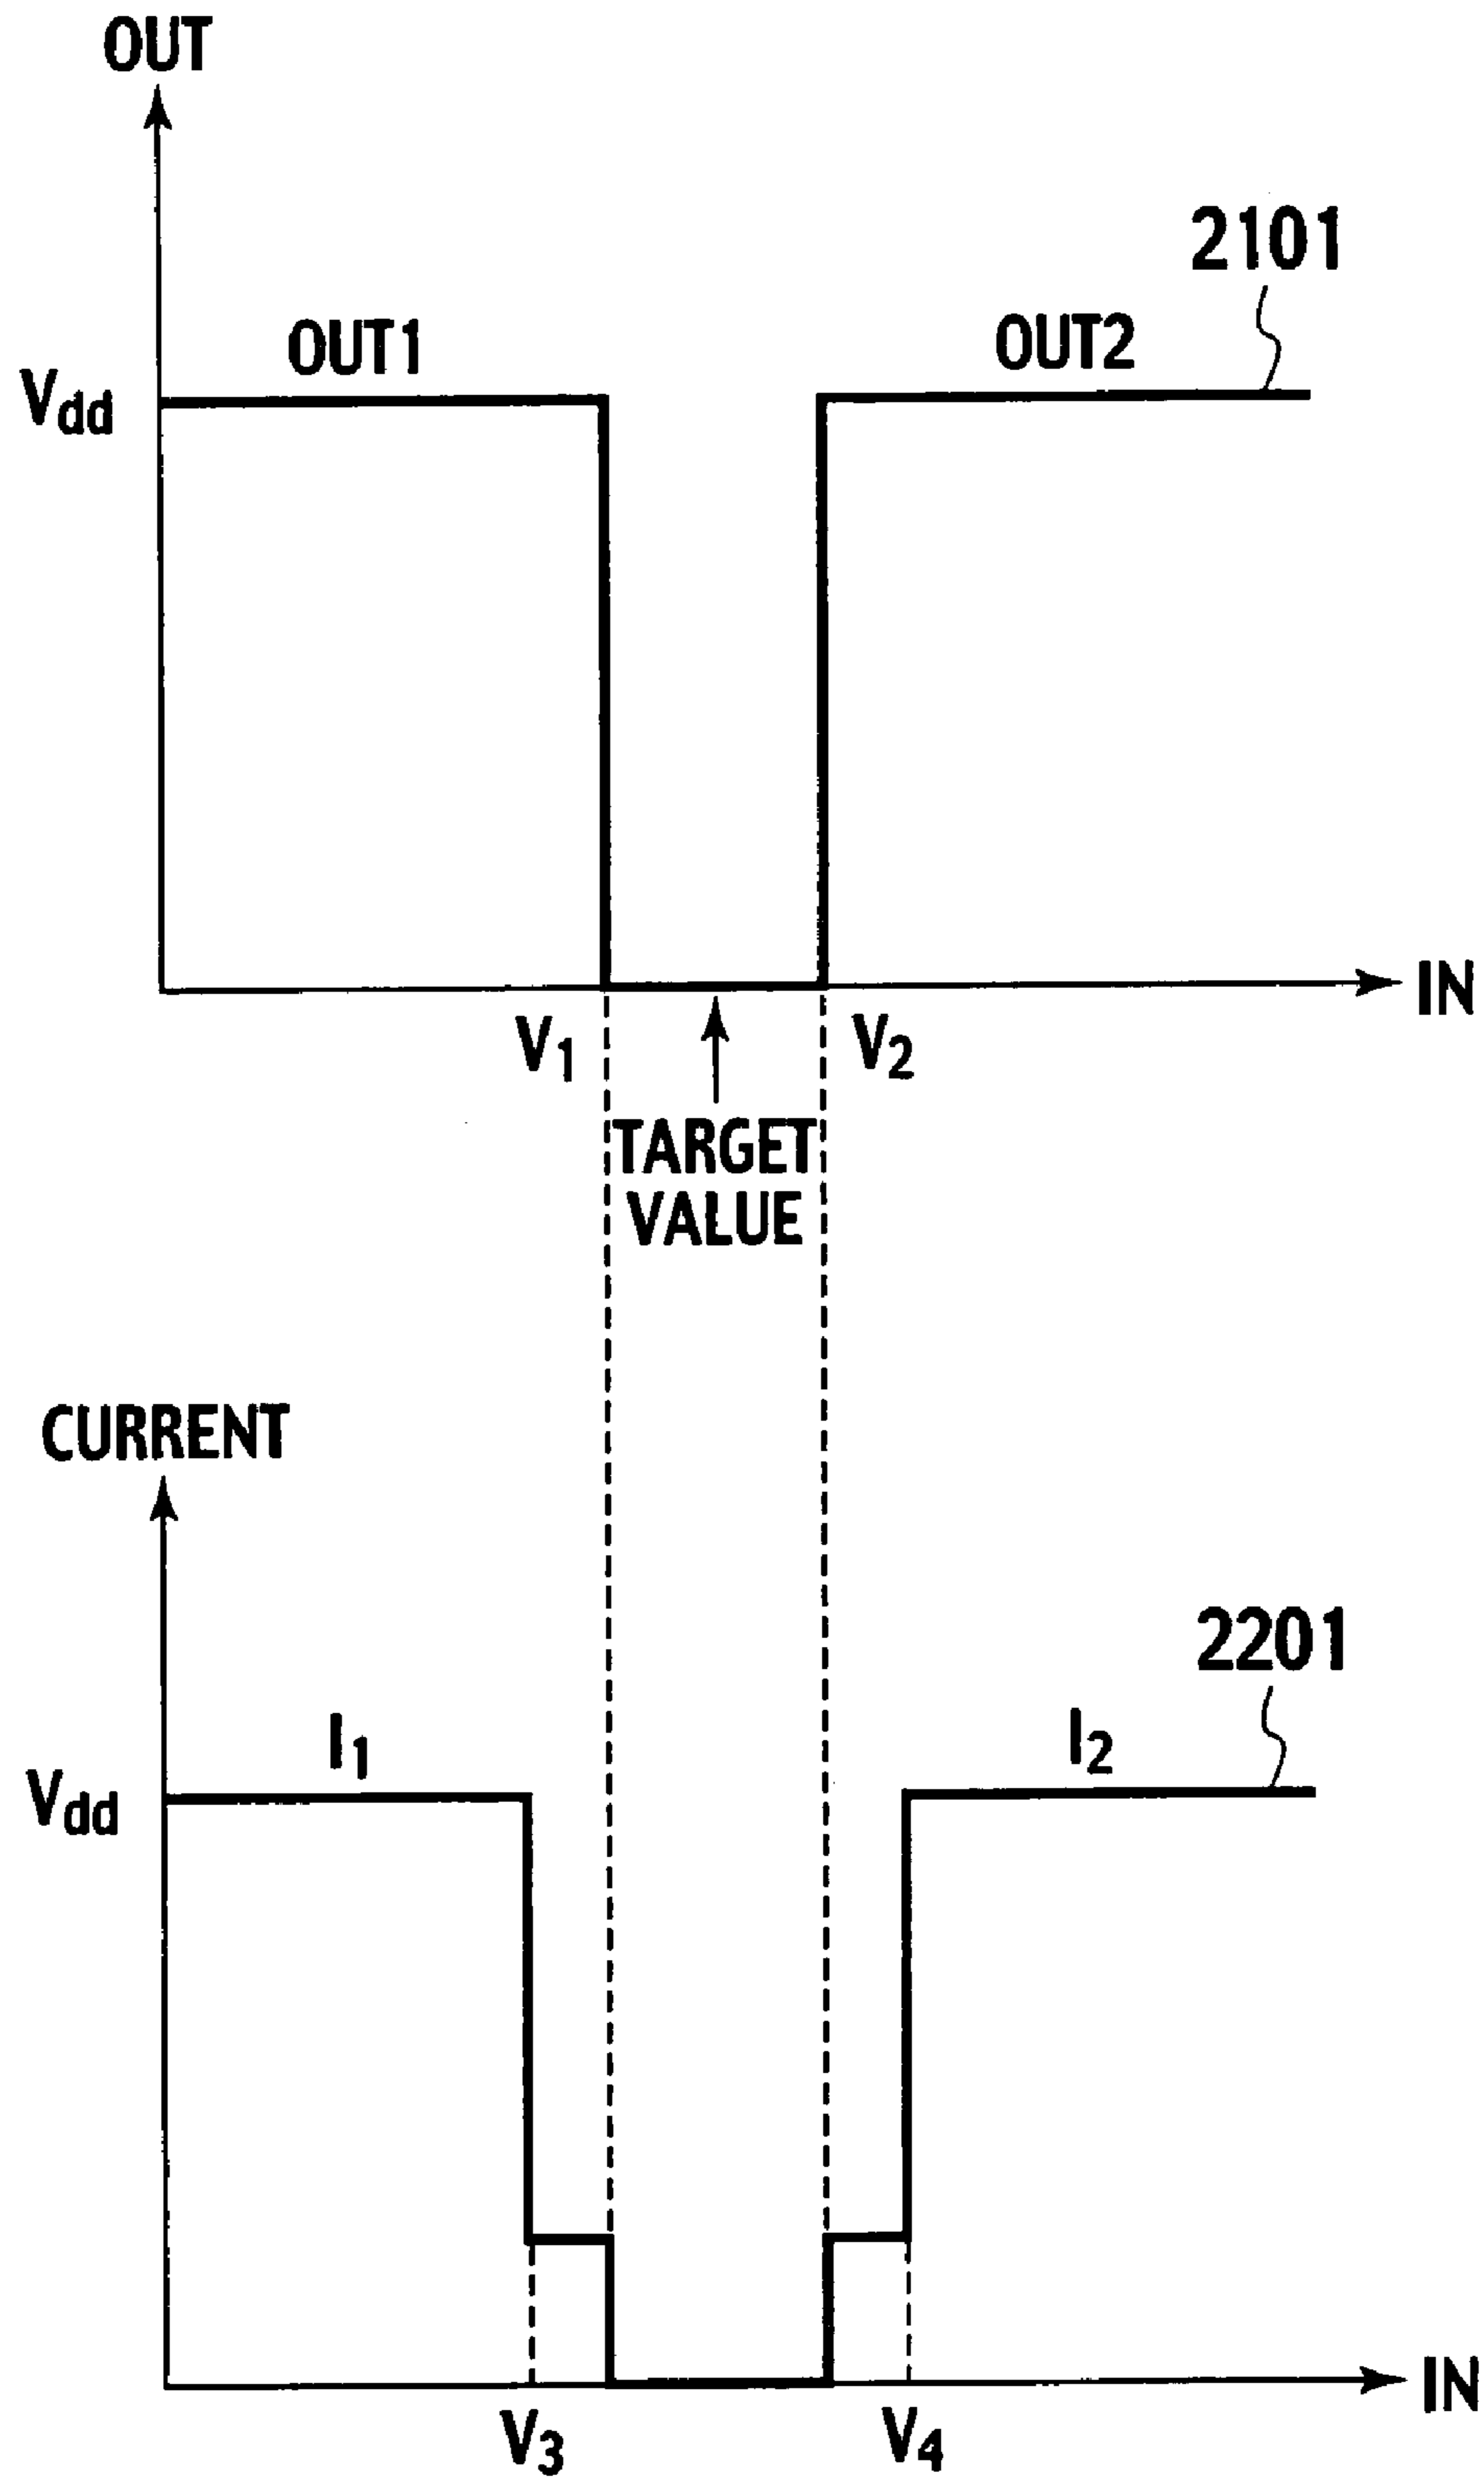 OUT
2101
OUT1
OUT2
Vdd
IN
V1
V2
TARGET
VALUE
CURRENT
2201
I1
I2
Vdd
IN
V3
V4